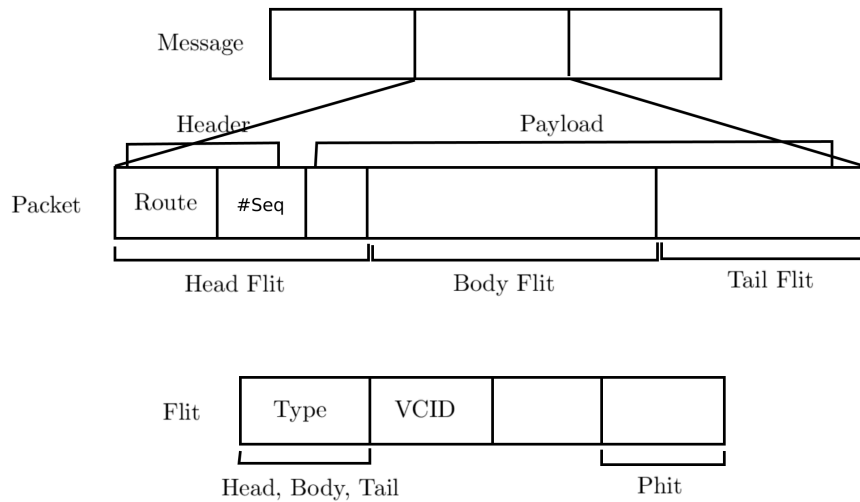 Message
Header
Payload
Packet
Route
#Seq
Head Flit
Body Flit
Tail Flit
Flit
Type
VCID
Head, Body, Tail
Phit